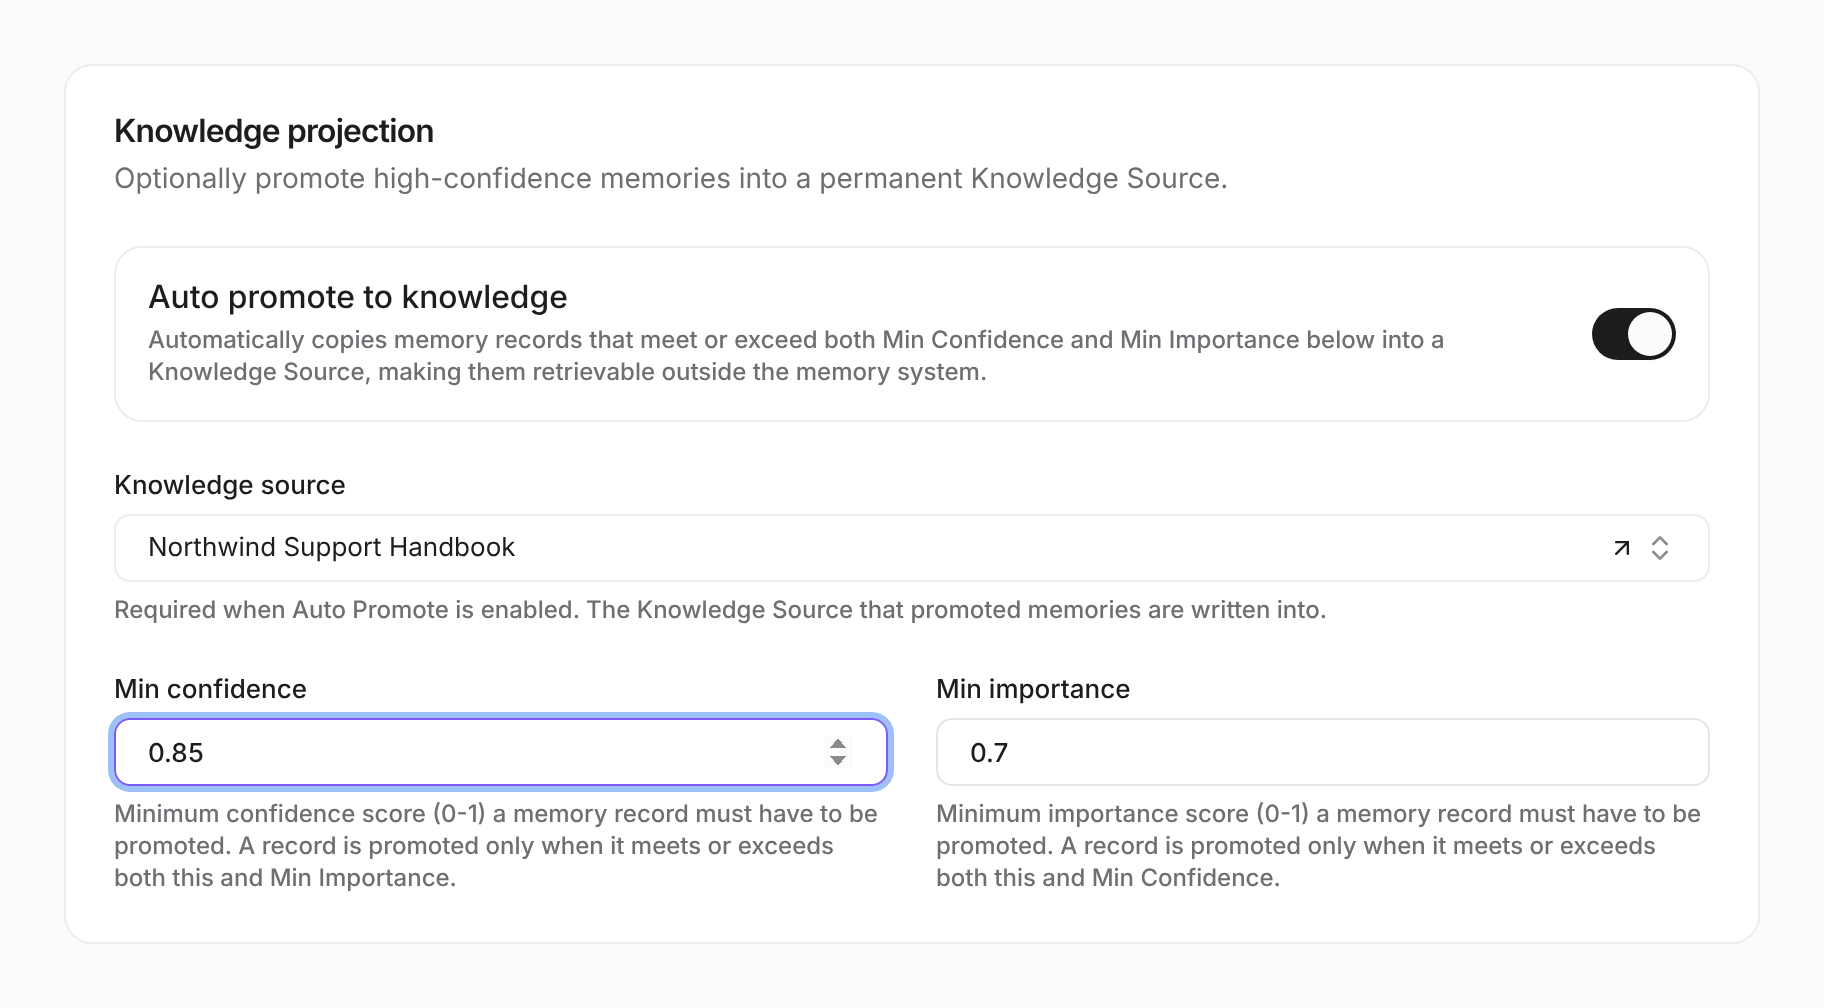 Knowledge projection
Optionally promote high-confidence memories into a permanent Knowledge Source.
Auto promote to knowledge
Automatically copies memory records that meet or exceed both Min Confidence and Min Importance below into a
Knowledge Source, making them retrievable outside the memory system.
Knowledge source
Northwind Support Handbook
Required when Auto Promote is enabled. The Knowledge Source that promoted memories are written into.
Min confidence
0.85
Minimum confidence score (0-1) a memory record must have to be
promoted. A record is promoted only when it meets or exceeds
both this and Min Importance.
Min importance
0.7
Minimum importance score (0-1) a memory record must have to be
promoted. A record is promoted only when it meets or exceeds
both this and Min Confidence.